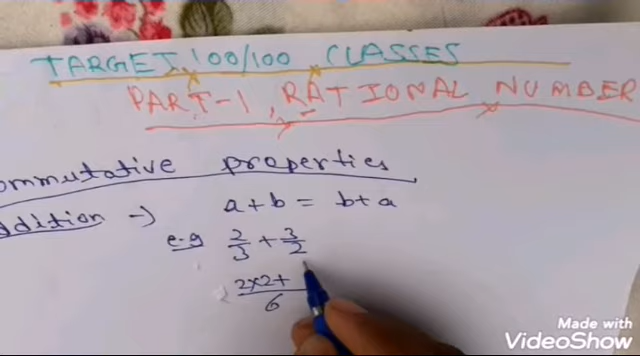 TARGET 100/100 CLASSES
PART-1, RATIONAL NUMBER
ommutative properties
ddition → a+b = b+a
e.g 2/3 + 3/2
2×2+ / 6
Made with
VideoShow